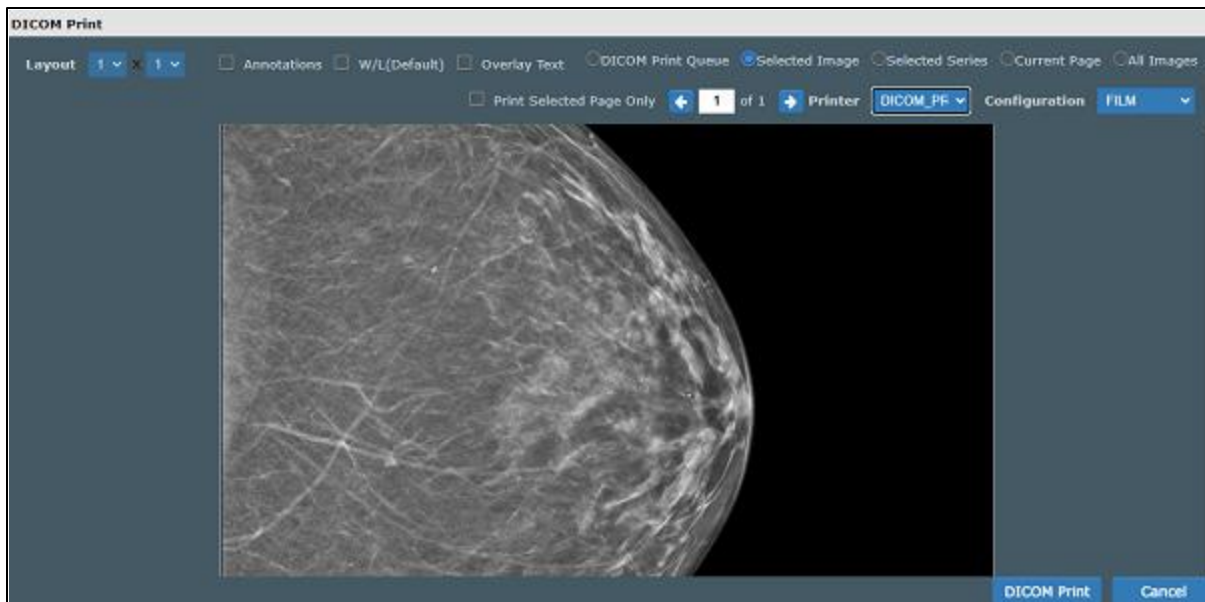 DICOM Print
Layout 1 X 1 Annotations W/L(Default) Overlay Text DICOM Print Queue Selected Image Selected Series Current Page All Images
Print Selected Page Only 1 of 1 Printer DICOM_PF Configuration FILM
DICOM Print Cancel